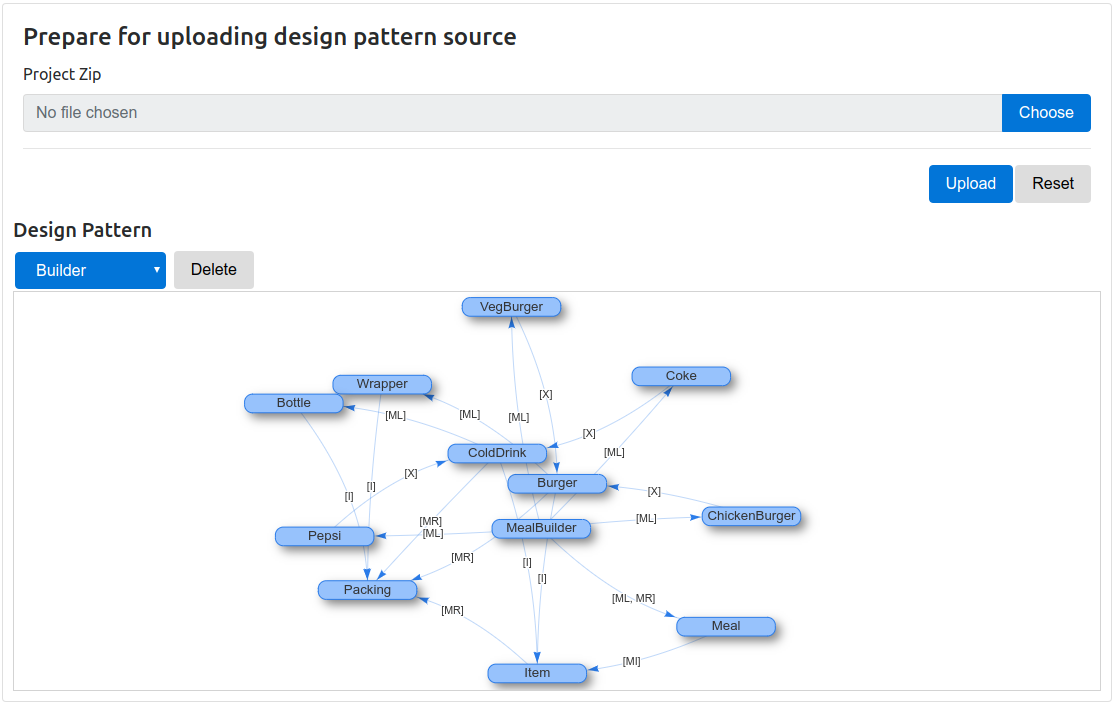 Prepare for uploading design pattern source
Project Zip
No file chosen
Choose
Upload
Reset
Design Pattern
Builder
Delete
VegBurger
Wrapper
Coke
Bottle
[X]
[ML]
[ML]
[ML]
[X]
ColdDrink
[ML]
[X]
Burger
[I]
[I]
[X]
ChickenBurger
[MR]
[ML]
MealBuilder
[ML]
Pepsi
[MR]
[I]
[I]
Packing
[ML, MR]
[MR]
Meal
[MI]
Item